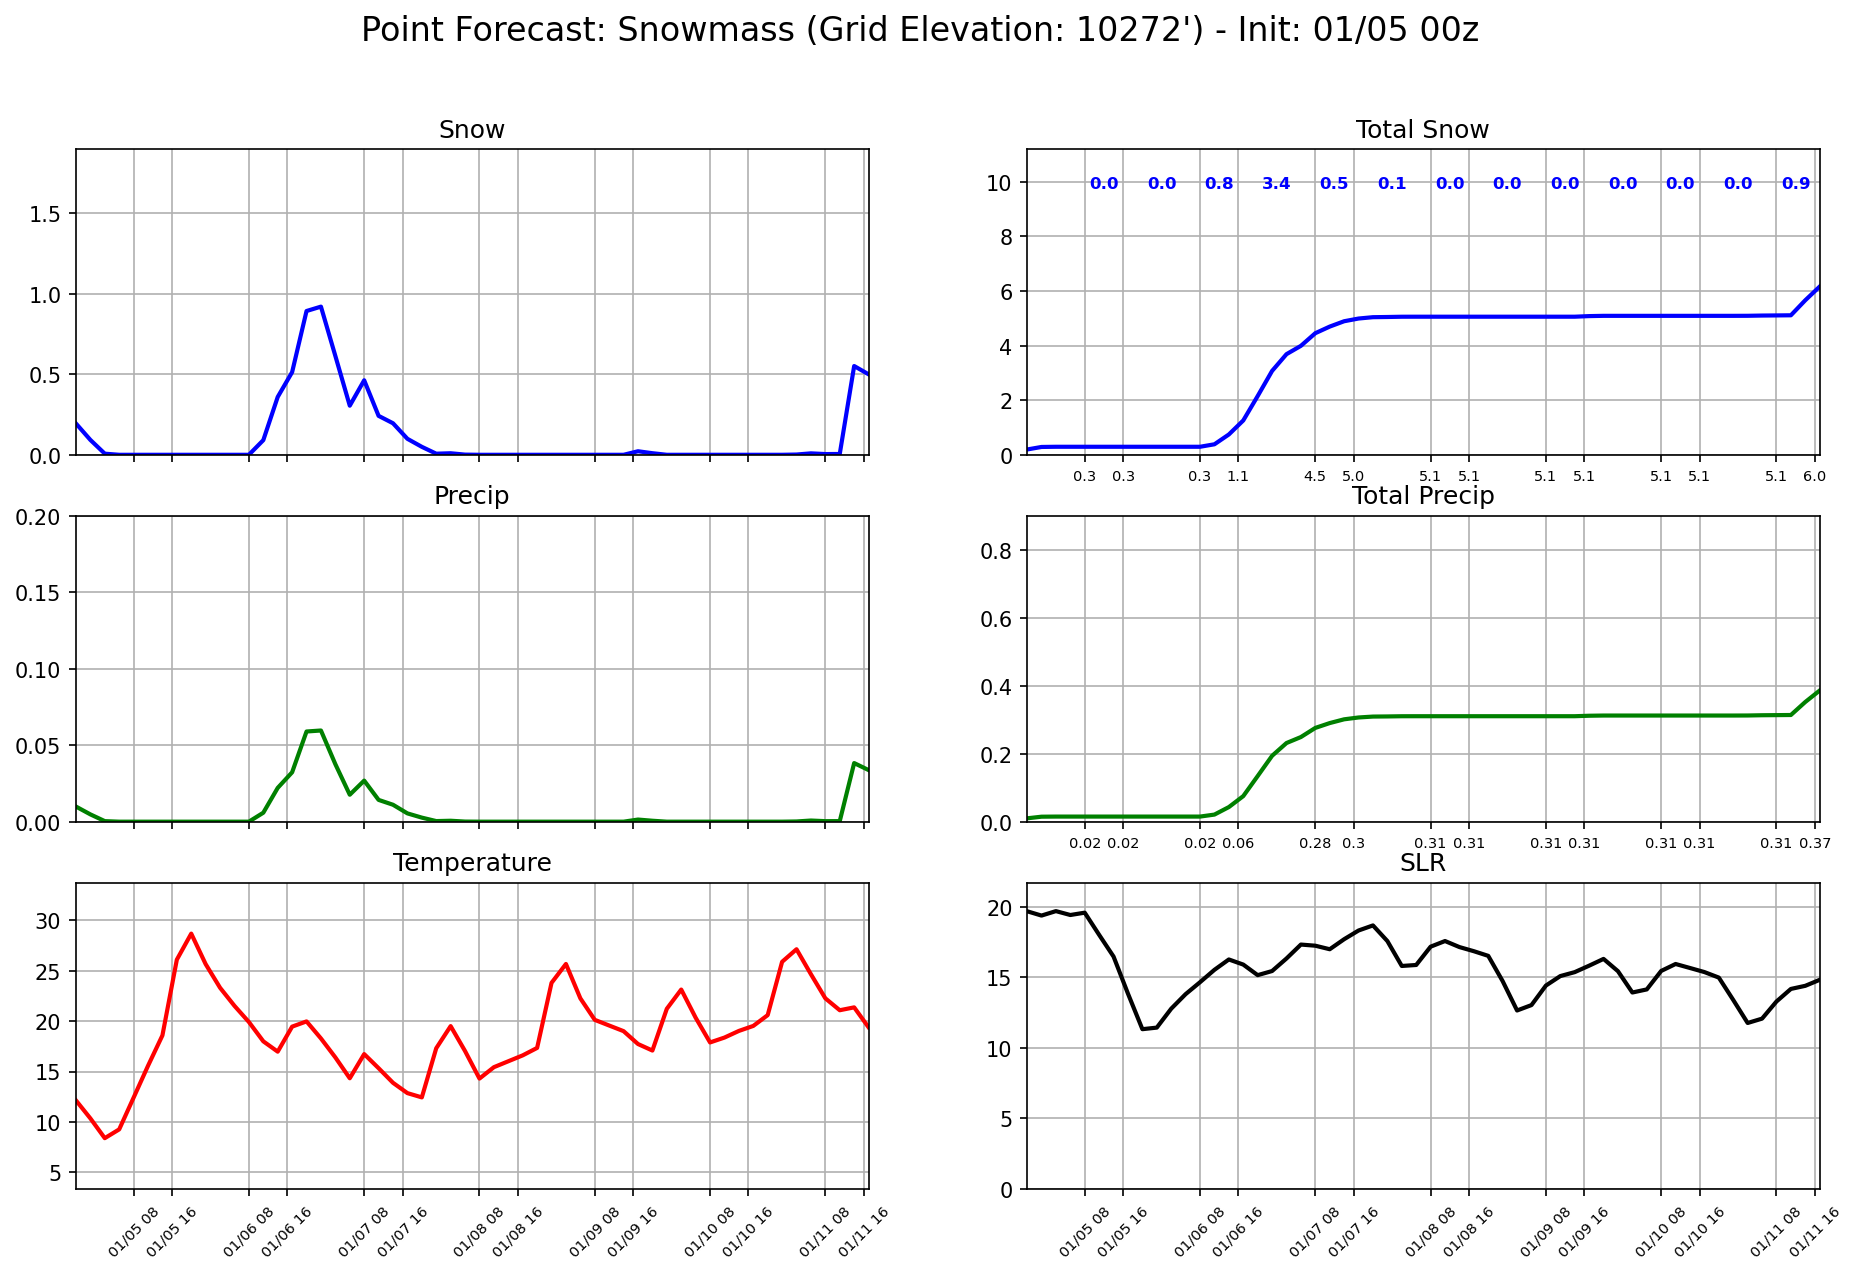 Point Forecast: Snowmass (Grid Elevation: 10272') - Init: 01/05 00z
Snow
1.5
1.0
0.5
0.0
Total Snow
10
8
6
4
2
0
0.0 0.0 0.8 3.4 0.5 0.1 0.0 0.0 0.0 0.0 0.0 0.0 0.9
0.3 0.3 0.3 1.1 4.5 5.0 5.1 5.1 5.1 5.1 5.1 5.1 5.1 6.0
Precip
0.20
0.15
0.10
0.05
0.00
Total Precip
0.8
0.6
0.4
0.2
0.0
0.02 0.02 0.02 0.06 0.28 0.3 0.31 0.31 0.31 0.31 0.31 0.31 0.31 0.37
Temperature
30
25
20
15
10
5
01/05 08 01/05 16 01/06 08 01/06 16 01/07 08 01/07 16 01/08 08 01/08 16 01/09 08 01/09 16 01/10 08 01/10 16 01/11 08 01/11 16
SLR
20
15
10
5
0
01/05 08 01/05 16 01/06 08 01/06 16 01/07 08 01/07 16 01/08 08 01/08 16 01/09 08 01/09 16 01/10 08 01/10 16 01/11 08 01/11 16